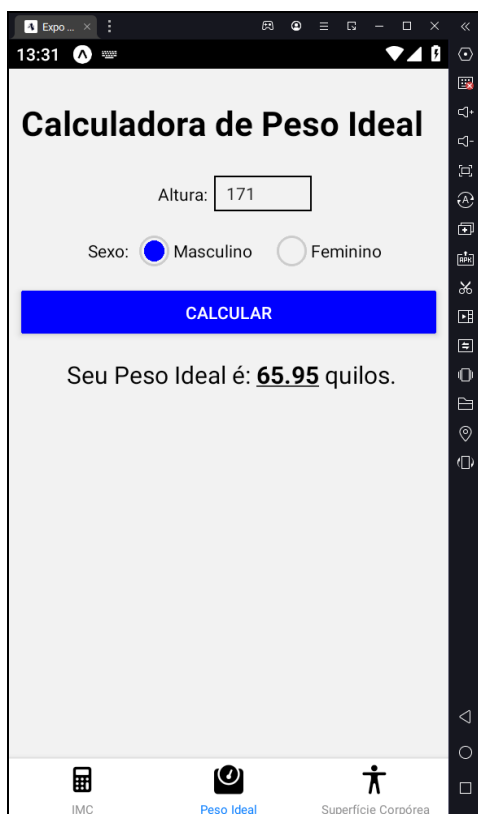 Expo ...
13:31
Calculadora de Peso Ideal
Altura: 171
Sexo: Masculino Feminino
CALCULAR
Seu Peso Ideal é: 65.95 quilos.
IMC Peso Ideal Superfície Corpórea
APK